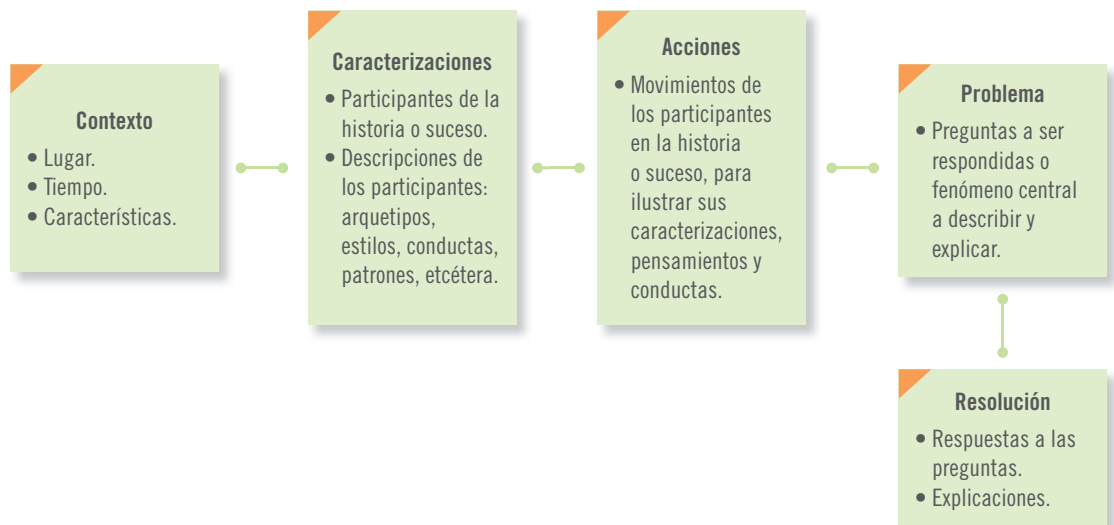 Contexto
• Lugar.
• Tiempo.
• Características.
Caracterizaciones
• Participantes de la
historia o suceso.
• Descripciones de
los participantes:
arquetipos,
estilos, conductas,
patrones, etcétera.
Acciones
• Movimientos de
los participantes
en la historia
o suceso, para
ilustrar sus
caracterizaciones,
pensamientos y
conductas.
Problema
• Preguntas a ser
respondidas o
fenómeno central
a describir y
explicar.
Resolución
• Respuestas a las
preguntas.
• Explicaciones.